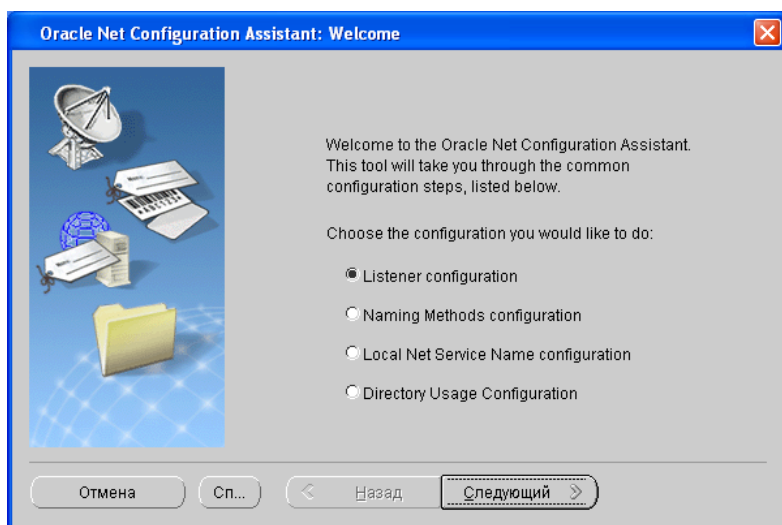 Oracle Net Configuration Assistant: Welcome
Welcome to the Oracle Net Configuration Assistant.
This tool will take you through the common
configuration steps, listed below.
Choose the configuration you would like to do:
Listener configuration
Naming Methods configuration
Local Net Service Name configuration
Directory Usage Configuration
Отмена
Сп...
Назад
Следующий